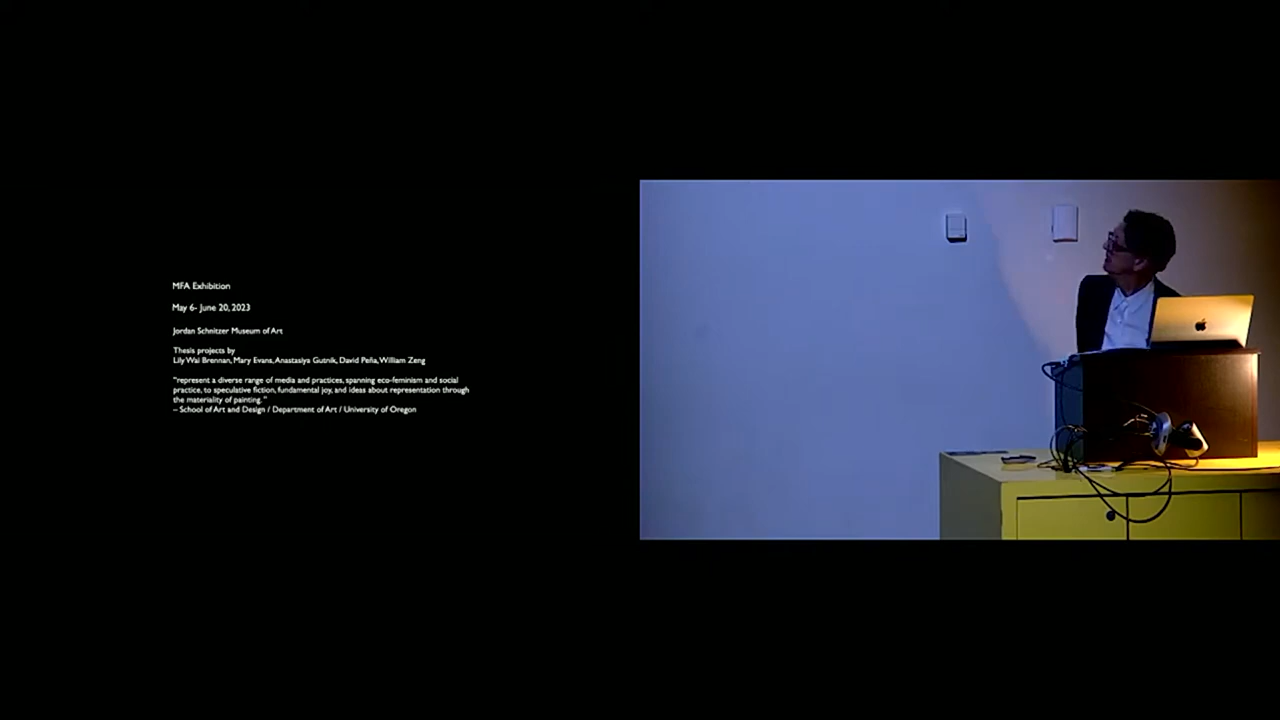 MFA Exhibition
May 6- June 20, 2023
Jordan Schnitzer Museum of Art
Thesis projects by
Lily Wai Brennan, Mary Evans, Anastasiya Gutnik, David Peña, William Zeng
"represent a diverse range of media and practices, spanning eco-feminism and social
practice, to speculative fiction, fundamental joy, and ideas about representation through
the materiality of painting."
– School of Art and Design / Department of Art / University of Oregon